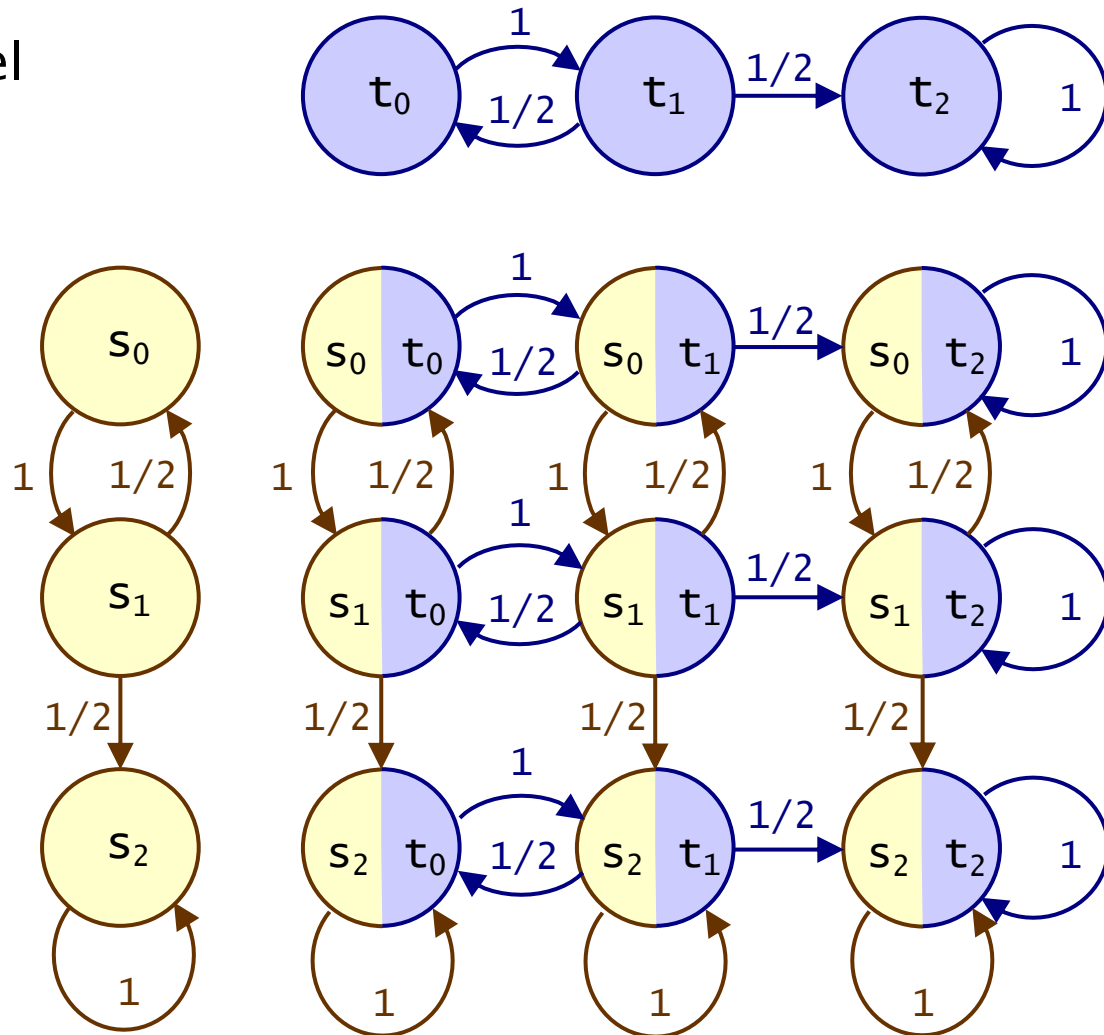 el
1
t₀ 1/2 t₁ 1/2 t₂ 1
1
s₀ s₀ t₀ 1/2 s₀ t₁ 1/2 s₀ t₂ 1
1 1/2 1 1/2 1 1/2 1 1/2
1
s₁ s₁ t₀ 1/2 s₁ t₁ 1/2 s₁ t₂ 1
1/2 1/2 1/2 1/2
1
s₂ s₂ t₀ 1/2 s₂ t₁ 1/2 s₂ t₂ 1
1 1 1 1